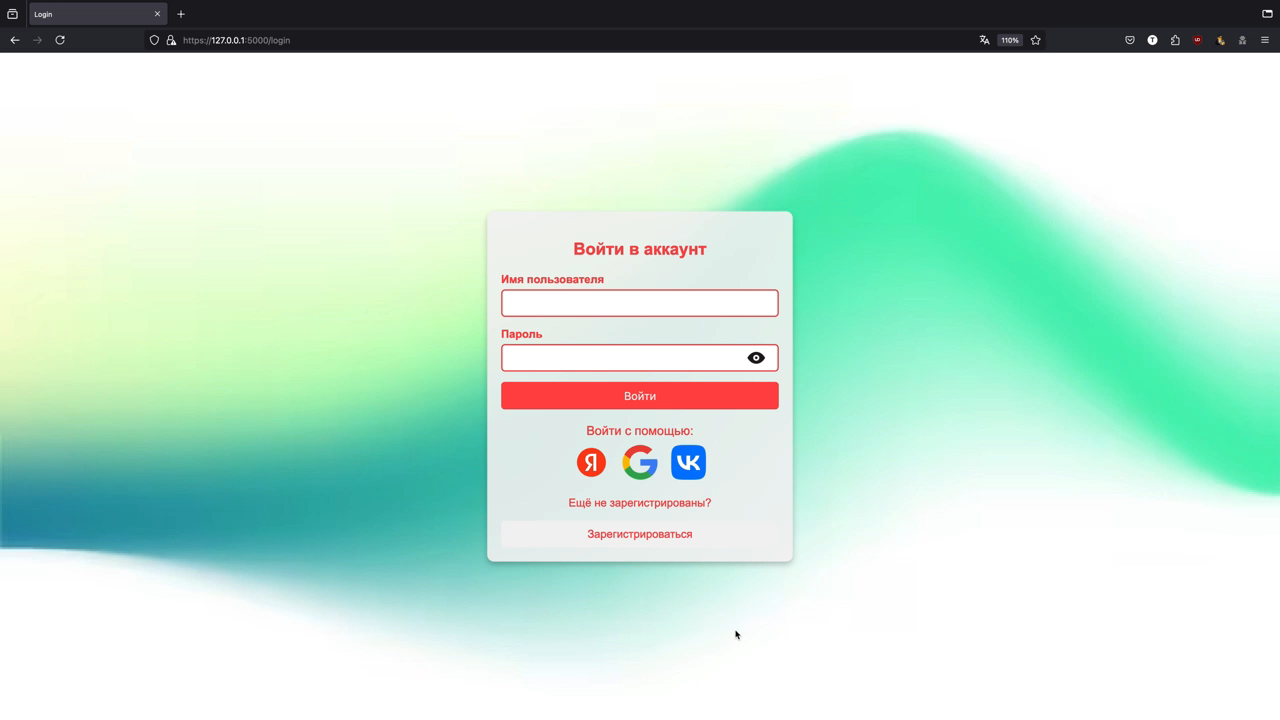 Login
https://127.0.0.1:5000/login
110%
Войти в аккаунт
Имя пользователя
Пароль
Войти
Войти с помощью:
Я G VK
Ещё не зарегистрированы?
Зарегистрироваться